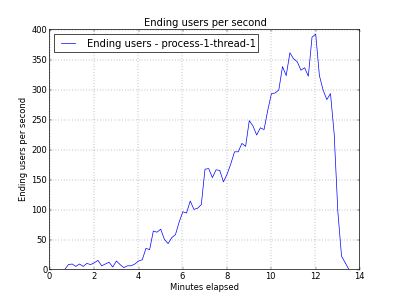 Ending users per second
Ending users - process-1-thread-1
400
350
300
250
200
150
100
50
0
Ending users per second
0 2 4 6 8 10 12 14
Minutes elapsed